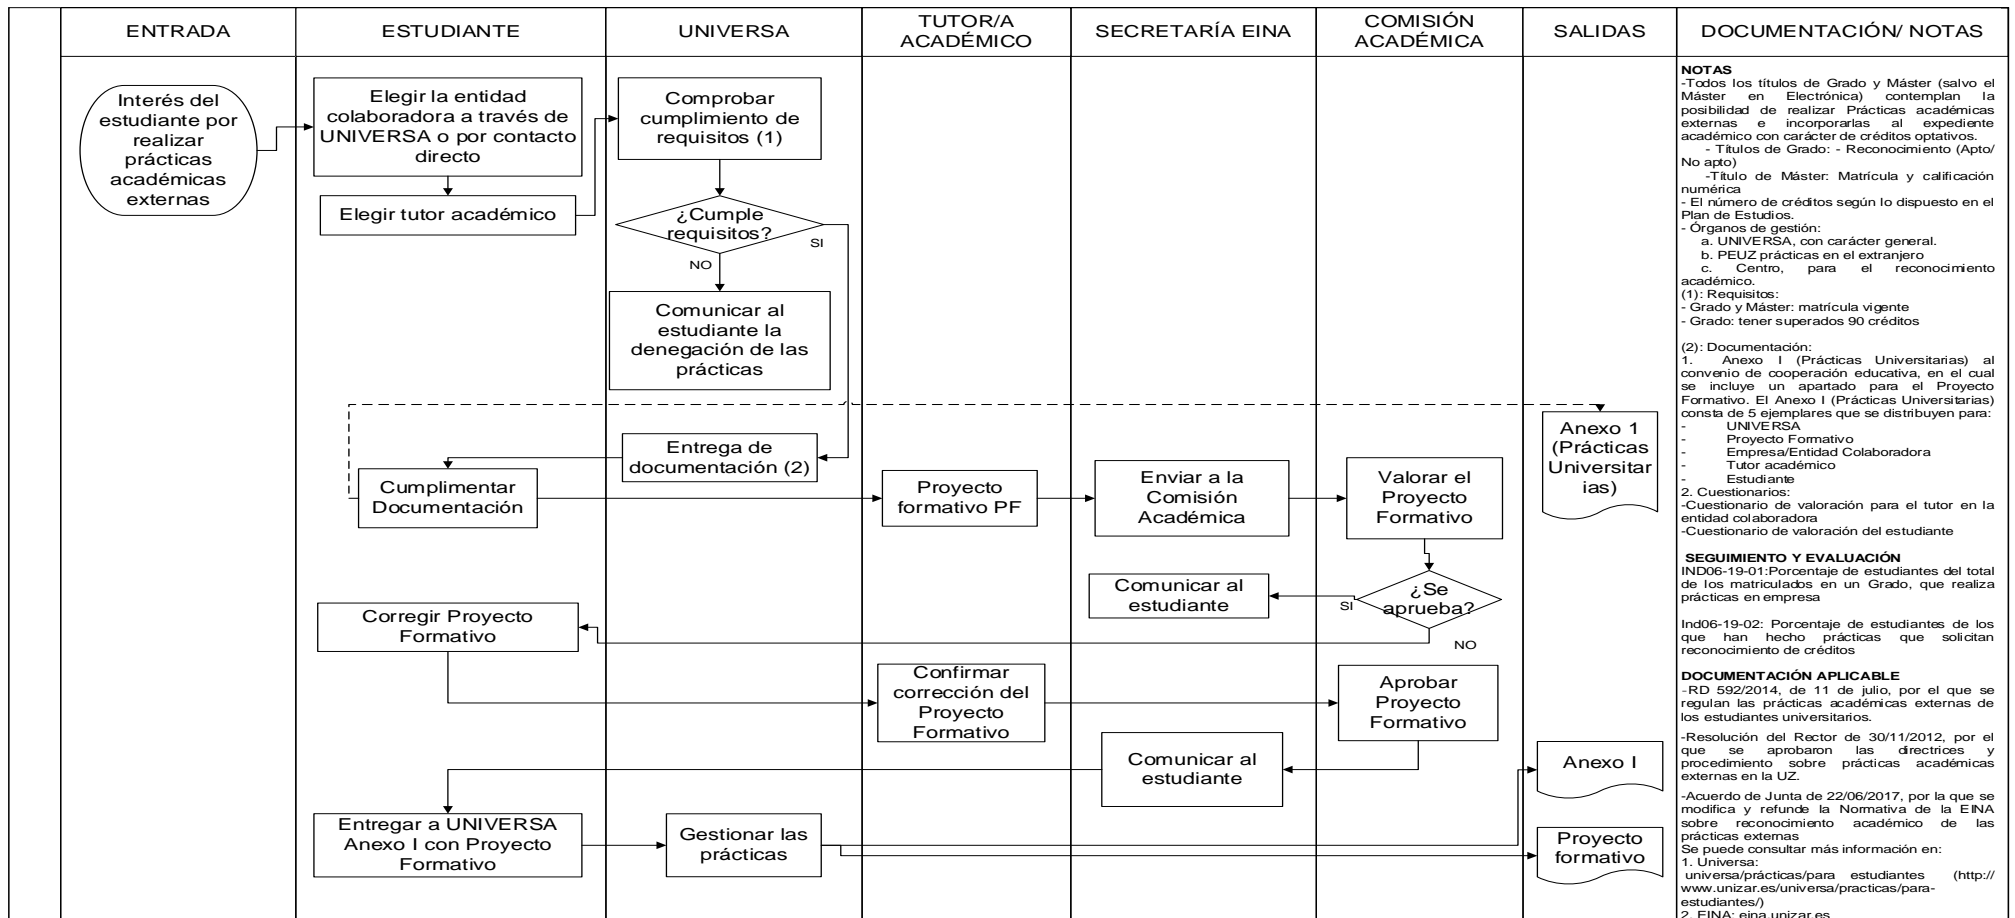 ENTRADA
ESTUDIANTE
UNIVERSA
TUTOR/A
ACADÉMICO
SECRETARÍA EINA
COMISIÓN
ACADÉMICA
SALIDAS
DOCUMENTACIÓN/ NOTAS
Interés del
estudiante por
realizar
prácticas
académicas
externas
Elegir la entidad
colaboradora a través de
UNIVERSA o por contacto
directo
Elegir tutor académico
Comprobar
cumplimiento de
requisitos (1)
¿Cumple
requisitos?
SI
NO
Comunicar al
estudiante la
denegación de las
prácticas
Entrega de
documentación (2)
Cumplimentar
Documentación
Proyecto
formativo PF
Enviar a la
Comisión
Académica
Valorar el
Proyecto
Formativo
Anexo 1
(Prácticas
Universitar
ias)
¿Se
aprueba?
SI
NO
Comunicar al
estudiante
Corregir Proyecto
Formativo
Confirmar
corrección del
Proyecto
Formativo
Aprobar
Proyecto
Formativo
Comunicar al
estudiante
Anexo I
Entregar a UNIVERSA
Anexo I con Proyecto
Formativo
Gestionar las
prácticas
Proyecto
formativo
NOTAS
-Todos los títulos de Grado y Máster (salvo el
Máster en Electrónica) contemplan la
posibilidad de realizar Prácticas académicas
externas e incorporarlas al expediente
académico con carácter de créditos optativos.
- Títulos de Grado: - Reconocimiento (Apto/
No apto)
-Título de Máster: Matrícula y calificación
numérica
- El número de créditos según lo dispuesto en el
Plan de Estudios.
- Órganos de gestión:
a. UNIVERSA, con carácter general.
b. PEUZ prácticas en el extranjero
c. Centro, para el reconocimiento
académico.
(1): Requisitos:
- Grado y Máster: matrícula vigente
- Grado: tener superados 90 créditos
(2): Documentación:
1. Anexo I (Prácticas Universitarias) al
convenio de cooperación educativa, en el cual
se incluye un apartado para el Proyecto
Formativo. El Anexo I (Prácticas Universitarias)
consta de 5 ejemplares que se distribuyen para:
- UNIVERSA
- Proyecto Formativo
- Empresa/Entidad Colaboradora
- Tutor académico
- Estudiante
2. Cuestionarios:
-Cuestionario de valoración para el tutor en la
entidad colaboradora
-Cuestionario de valoración del estudiante
SEGUIMIENTO Y EVALUACIÓN
IND06-19-01:Porcentaje de estudiantes del total
de los matriculados en un Grado, que realiza
prácticas en empresa
Ind06-19-02: Porcentaje de estudiantes de los
que han hecho prácticas que solicitan
reconocimiento de créditos
DOCUMENTACIÓN APLICABLE
-RD 592/2014, de 11 de julio, por el que se
regulan las prácticas académicas externas de
los estudiantes universitarios.
-Resolución del Rector de 30/11/2012, por el
que se aprobaron las directrices y
procedimiento sobre prácticas académicas
externas en la UZ.
-Acuerdo de Junta de 22/06/2017, por la que se
modifica y refunde la Normativa de la EINA
sobre reconocimiento académico de las
prácticas externas
Se puede consultar más información en:
1. Universa:
universa/prácticas/para estudiantes (http://
www.unizar.es/universa/practicas/para-
estudiantes/)
2. EINA: eina.unizar.es